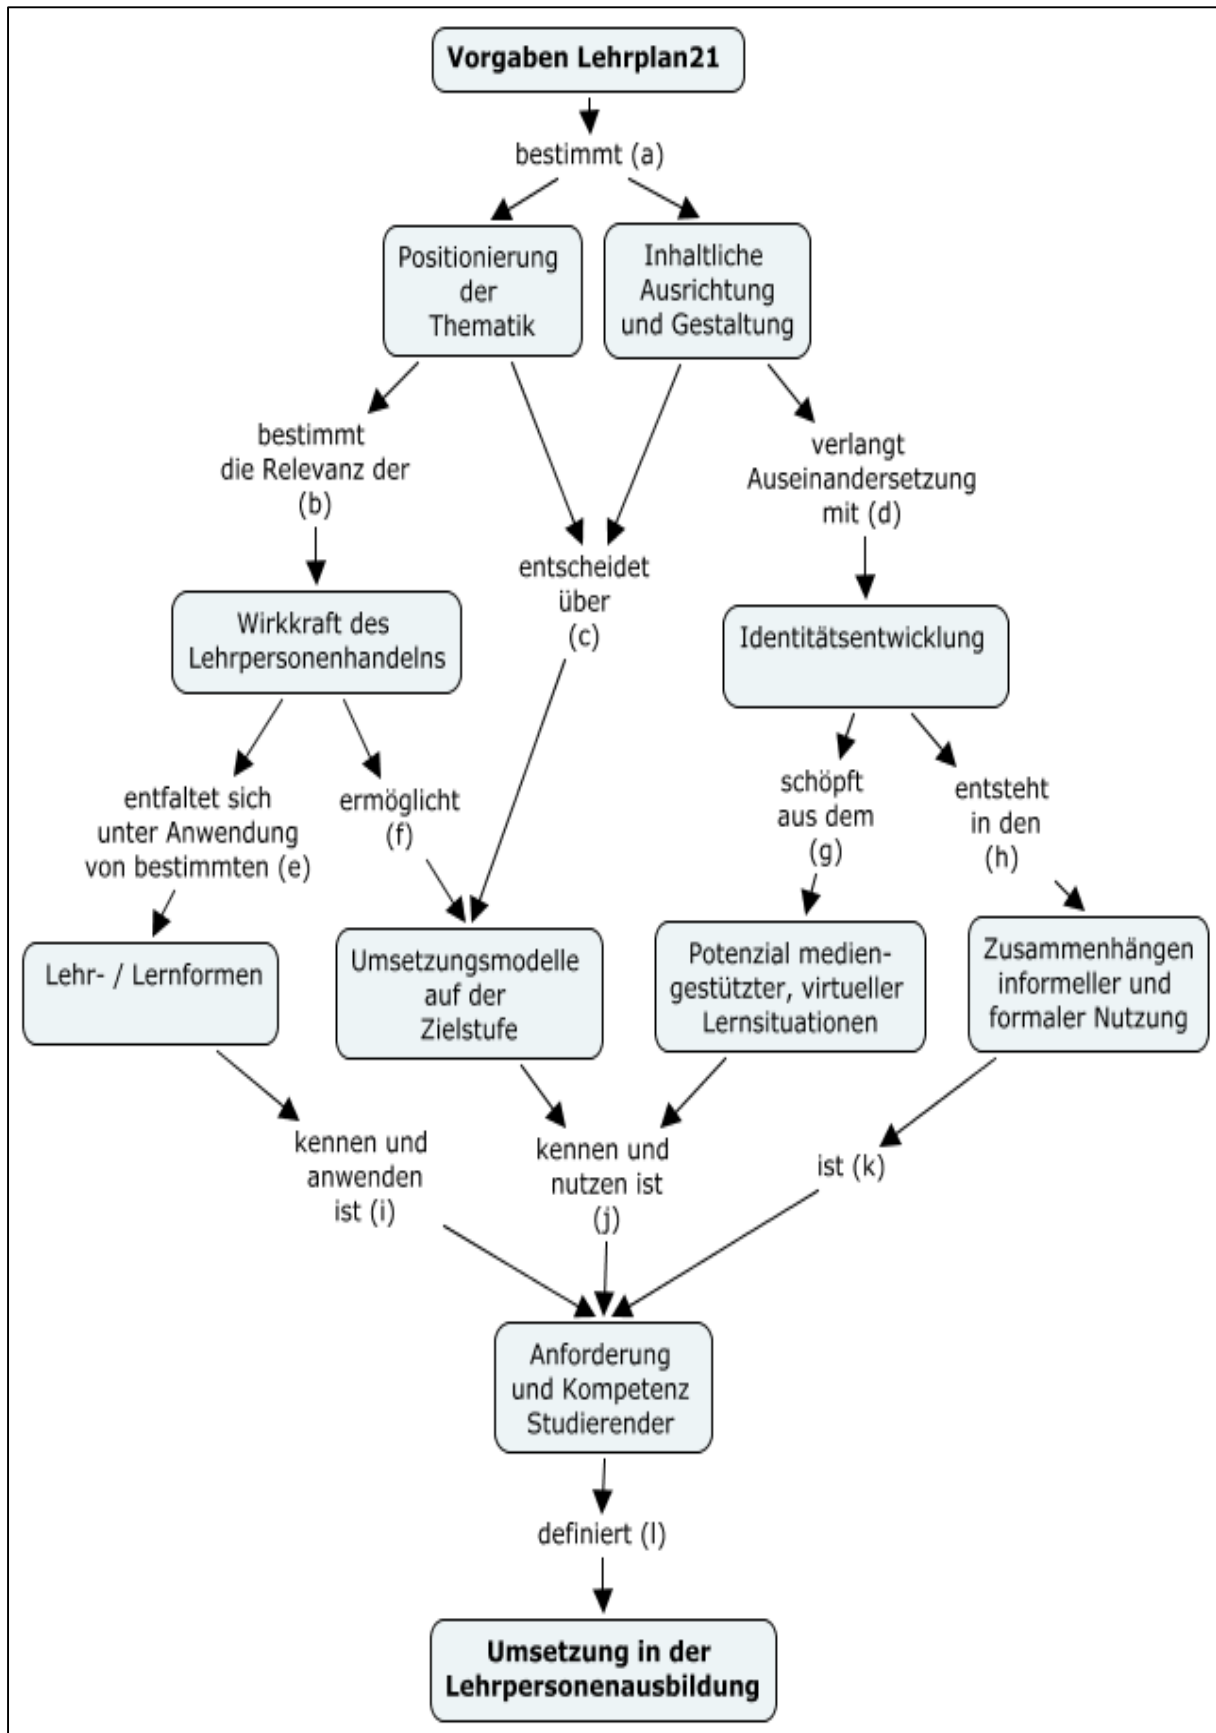 Vorgaben Lehrplan21
bestimmt (a)
Positionierung
der
Thematik
Inhaltliche
Ausrichtung
und Gestaltung
bestimmt
die Relevanz der
(b)
entscheidet
über
(c)
verlangt
Auseinandersetzung
mit (d)
Wirkkraft des
Lehrpersonenhandelns
Identitätsentwicklung
entfaltet sich
unter Anwendung
von bestimmten (e)
ermöglicht
(f)
schöpft
aus dem
(g)
entsteht
in den
(h)
Lehr- / Lernformen
Umsetzungsmodelle
auf der
Zielstufe
Potenzial medien-
gestützter, virtueller
Lernsituationen
Zusammenhängen
informeller und
formaler Nutzung
kennen und
anwenden
ist (i)
kennen und
nutzen ist
(j)
ist (k)
Anforderung
und Kompetenz
Studierender
definiert (l)
Umsetzung in der
Lehrpersonenausbildung